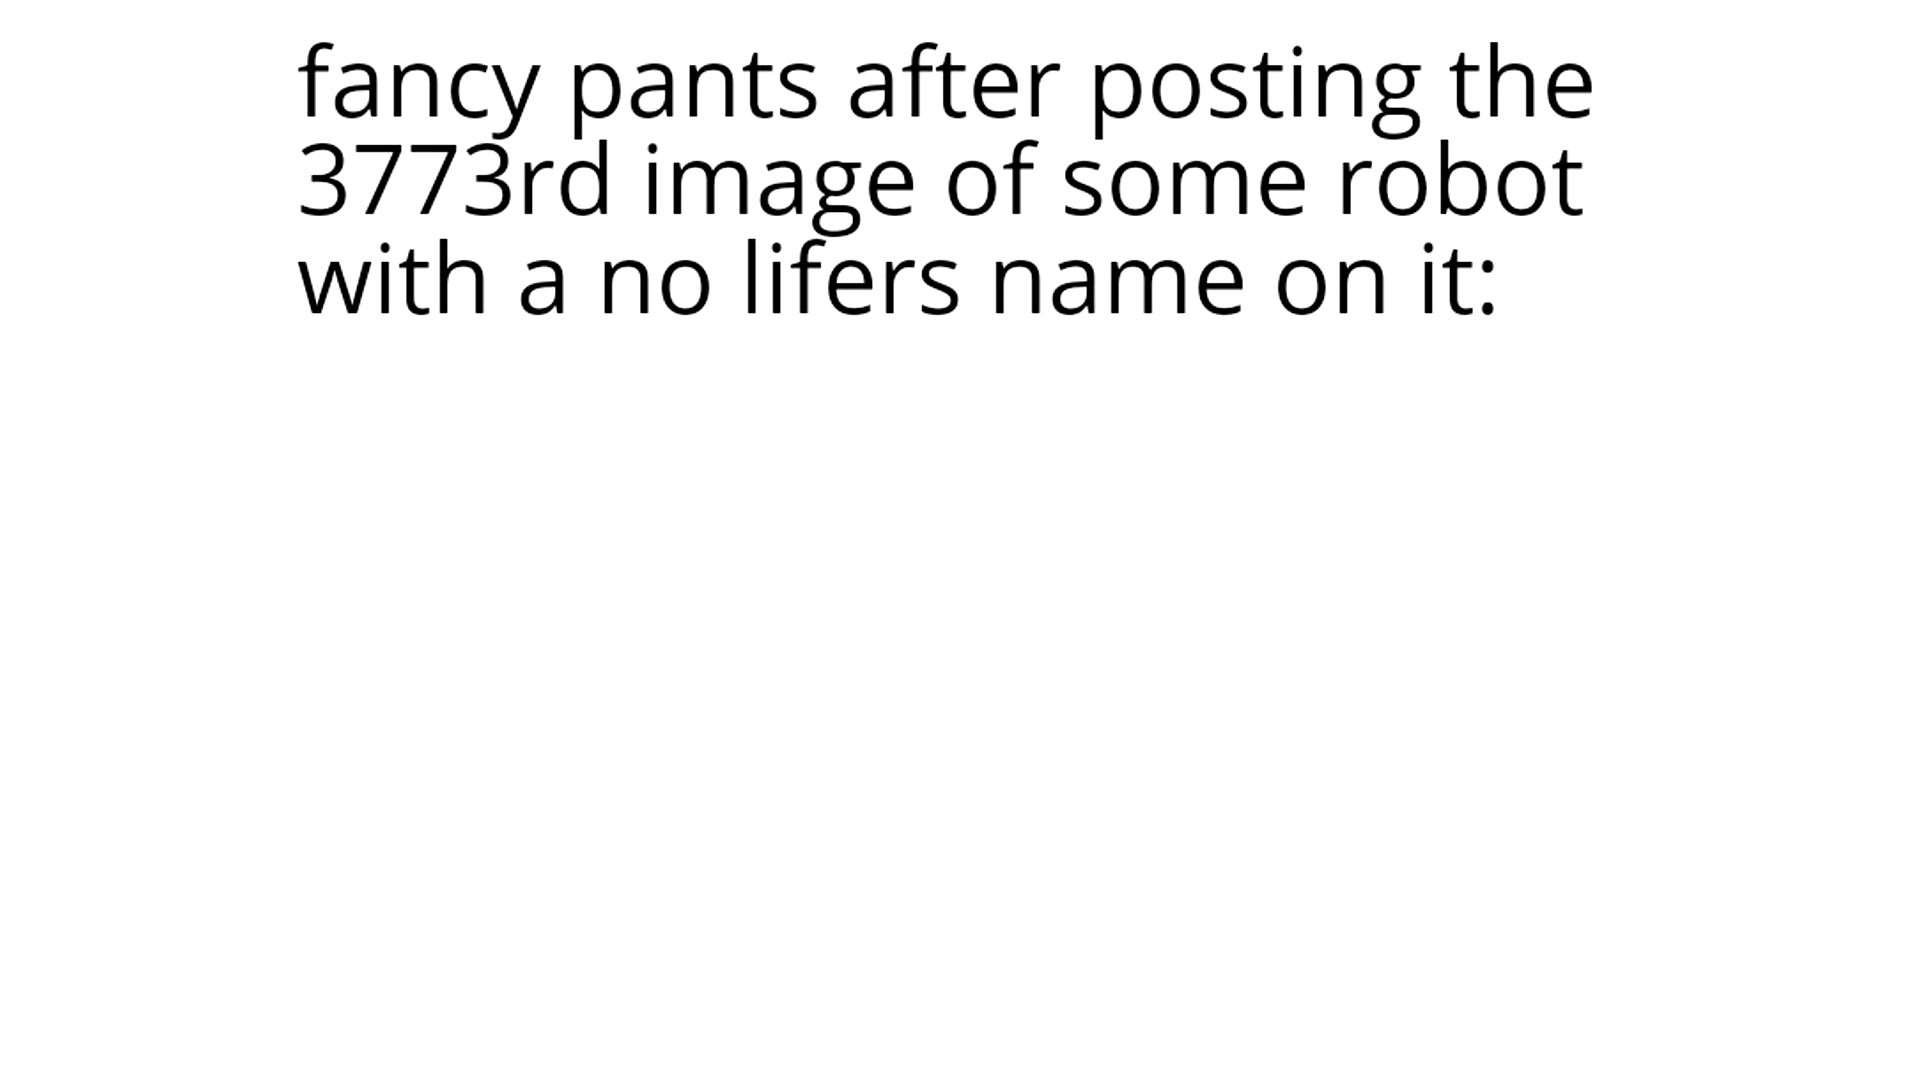 fancy pants after posting the
3773rd image of some robot
with a no lifers name on it: